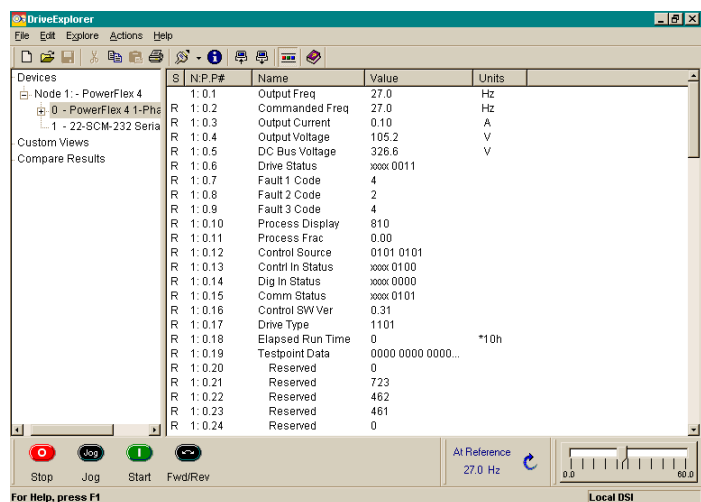 DriveExplorer
File Edit Explore Actions Help
Devices
Node 1: - PowerFlex 4
0 - PowerFlex 4 1-Pha
1 - 22-SCM-232 Seria
Custom Views
Compare Results
S N:P.P# Name Value Units
1: 0.1 Output Freq 27.0 Hz
R 1: 0.2 Commanded Freq 27.0 Hz
R 1: 0.3 Output Current 0.10 A
R 1: 0.4 Output Voltage 105.2 V
R 1: 0.5 DC Bus Voltage 326.6 V
R 1: 0.6 Drive Status xxxx 0011
R 1: 0.7 Fault 1 Code 4
R 1: 0.8 Fault 2 Code 2
R 1: 0.9 Fault 3 Code 4
R 1: 0.10 Process Display 810
R 1: 0.11 Process Frac 0.00
R 1: 0.12 Control Source 0101 0101
R 1: 0.13 Contrl In Status xxxx 0100
R 1: 0.14 Dig In Status xxxx 0000
R 1: 0.15 Comm Status xxxx 0101
R 1: 0.16 Control SW Ver 0.31
R 1: 0.17 Drive Type 1101
R 1: 0.18 Elapsed Run Time 0 *10h
R 1: 0.19 Testpoint Data 0000 0000 0000...
R 1: 0.20 Reserved 0
R 1: 0.21 Reserved 723
R 1: 0.22 Reserved 462
R 1: 0.23 Reserved 461
R 1: 0.24 Reserved 0
O Jog I
Stop Jog Start Fwd/Rev
At Reference
27.0 Hz
0.0 60.0
For Help, press F1 Local DSI